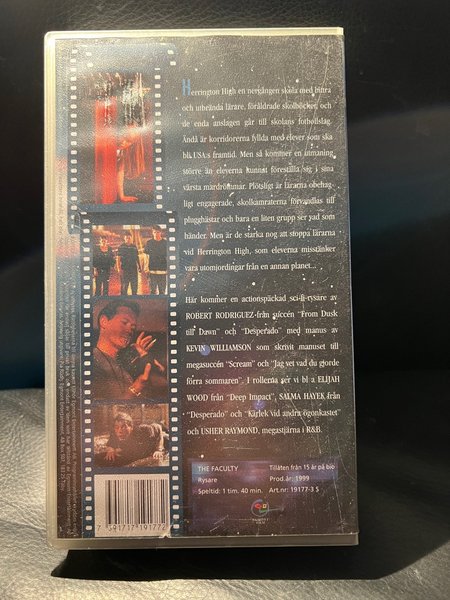 Herrington High en nergången skola med bittra
och utbrända lärare, föråldrade skolböcker, och
de enda anslagen går till skolans fotbollslag.
Ändå är korridorerna fyllda med elever som ska
bli USA:s framtid. Men så kommer en utmaning
större än eleverna kunnat föreställa sig i sina
värsta mardrömmar. Plötsligt är lärarna obehag-
ligt engagerade, skolkamraterna förvandlas till
plugghästar och bara en liten grupp ser vad som
händer. Men är de starka nog att stoppa lärarna
vid Herrington High, som eleverna misstänker
vara utomjordingar från en annan planet...
Här kommer en actionspäckad sci-fi-rysare av
ROBERT RODRIGUEZ-från succén "From Dusk
till Dawn" och "Desperado" med manus av
KEVIN WILLIAMSON som skrivit manuset till
megasuccén "Scream" och "Jag vet vad du gjorde
förra sommaren". I rollerna ser vi bl a ELIJAH
WOOD från "Deep Impact", SALMA HAYEK från
"Desperado" och "Kärlek vid andra ögonkastet"
och USHER RAYMOND, megastjärna i R&B.
THE FACULTY
Rysare
Speltid: 1 tim. 40 min.
Tillåten från 15 år på bio
Prod.år: 1999
Art.nr: 19177-3 S
7 391717 191772